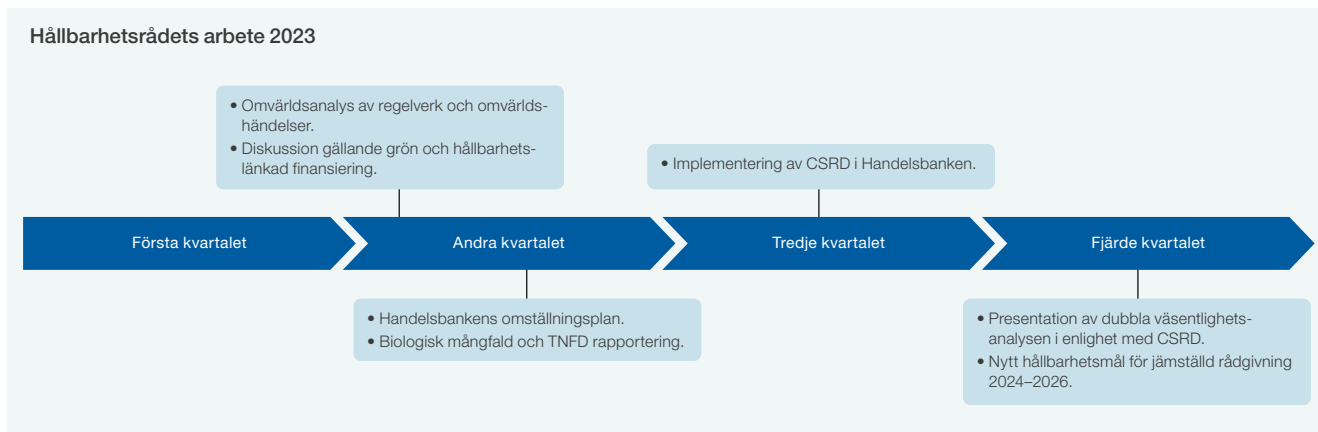 Hållbarhetsrådets arbete 2023
• Omvärldsanalys av regelverk och omvärlds-
händelser.
• Diskussion gällande grön och hållbarhets-
länkad finansiering.
• Implementering av CSRD i Handelsbanken.
Första kvartalet
Andra kvartalet
Tredje kvartalet
Fjärde kvartalet
• Handelsbankens omställningsplan.
• Biologisk mångfald och TNFD rapportering.
• Presentation av dubbla väsentlighets-
analysen i enlighet med CSRD.
• Nytt hållbarhetsmål för jämställd rådgivning
2024–2026.